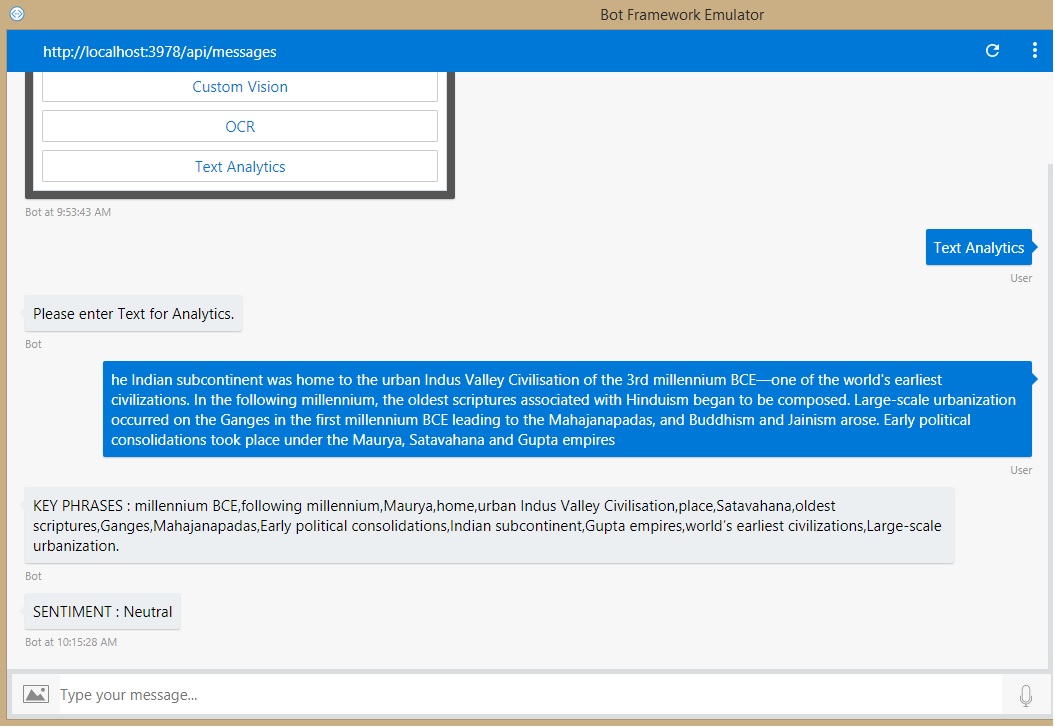 Bot Framework Emulator
http://localhost:3978/api/messages
Custom Vision
OCR
Text Analytics
Bot at 9:53:43 AM
Text Analytics
User
Please enter Text for Analytics.
Bot
he Indian subcontinent was home to the urban Indus Valley Civilisation of the 3rd millennium BCE—one of the world's earliest
civilizations. In the following millennium, the oldest scriptures associated with Hinduism began to be composed. Large-scale urbanization
occurred on the Ganges in the first millennium BCE leading to the Mahajanapadas, and Buddhism and Jainism arose. Early political
consolidations took place under the Maurya, Satavahana and Gupta empires
User
KEY PHRASES : millennium BCE,following millennium,Maurya,home,urban Indus Valley Civilisation,place,Satavahana,oldest
scriptures,Ganges,Mahajanapadas,Early political consolidations,Indian subcontinent,Gupta empires,world's earliest civilizations,Large-scale
urbanization.
Bot
SENTIMENT : Neutral
Bot at 10:15:28 AM
Type your message...